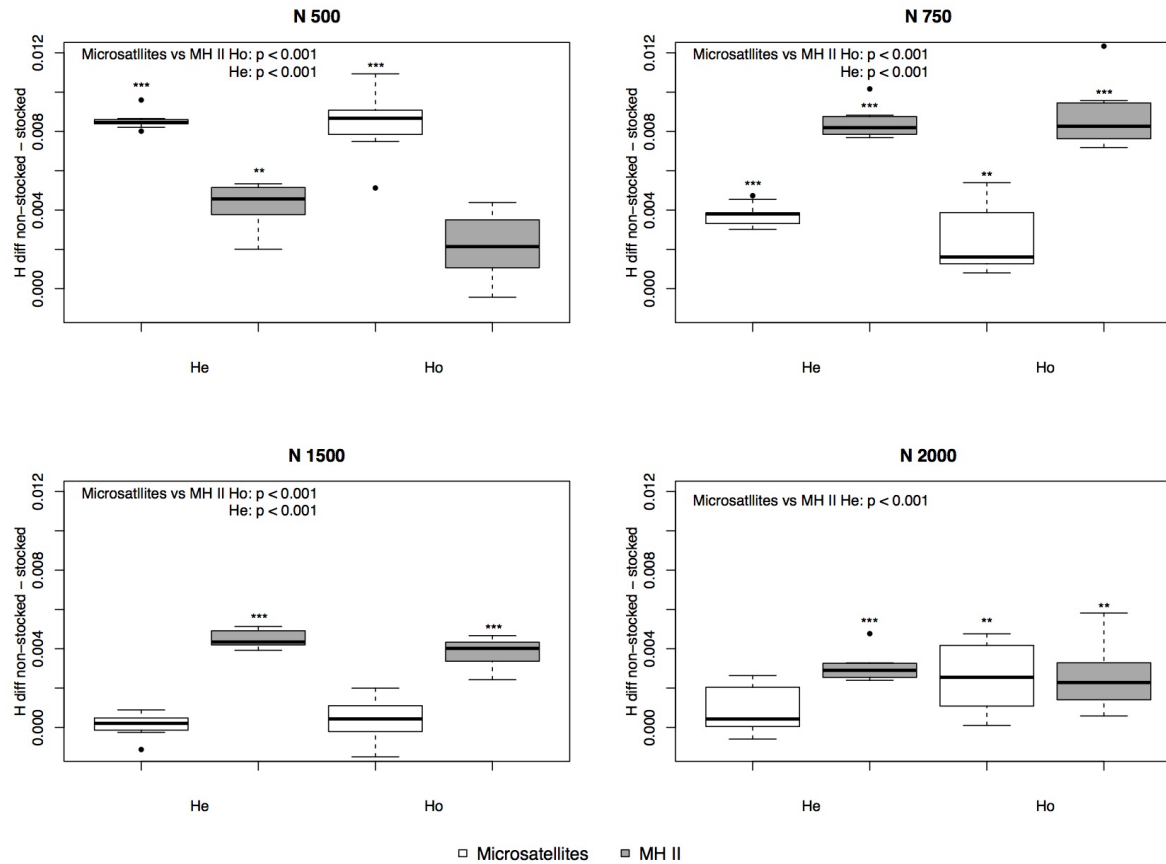 N 500
Microsatllites vs MH II Ho: p < 0.001
He: p < 0.001
***
**
***
H diff non−stocked − stocked
0.012
0.008
0.004
0.000
He
Ho
N 750
Microsatllites vs MH II Ho: p < 0.001
He: p < 0.001
***
***
**
***
H diff non−stocked − stocked
0.012
0.008
0.004
0.000
He
Ho
N 1500
Microsatllites vs MH II Ho: p < 0.001
He: p < 0.001
***
***
H diff non−stocked − stocked
0.012
0.008
0.004
0.000
He
Ho
N 2000
Microsatllites vs MH II He: p < 0.001
***
**
**
H diff non−stocked − stocked
0.012
0.008
0.004
0.000
He
Ho
Microsatellites
MH II